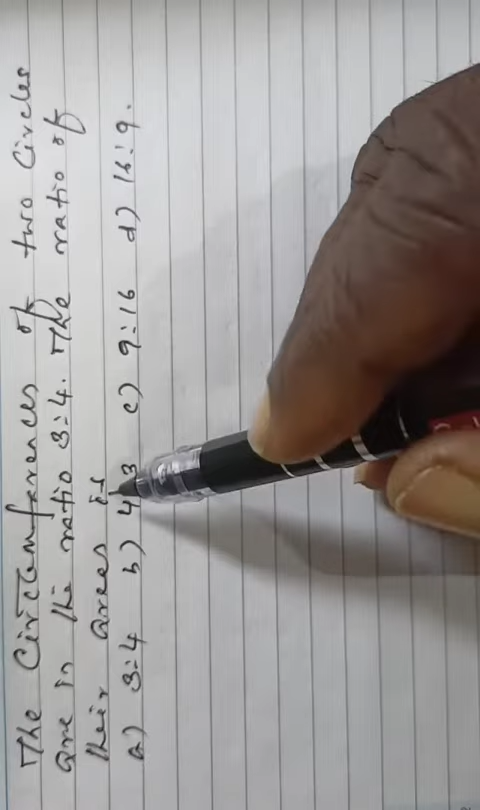 The Circumferences of two Circles
are in the ratio 3:4. The ratio of
their areas is
a) 3:4 b) 4:3 c) 9:16 d) 16:9.